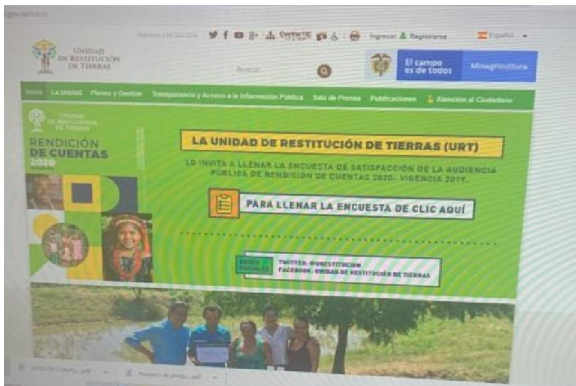 Español
Ingresar Registrarse
UNIDAD
DE RESTITUCIÓN
DE TIERRAS
Buscar
El campo
es de todos
Minagricultura
Inicio La Unidad Planes y Gestión Transparencia y Acceso a la Información Pública Sala de Prensa Publicaciones Atención al Ciudadano
UNIDAD
DE RESTITUCIÓN
DE TIERRAS
RENDICIÓN
DE CUENTAS
2020
LA UNIDAD DE RESTITUCIÓN DE TIERRAS (URT)
LO INVITA A LLENAR LA ENCUESTA DE SATISFACCIÓN DE LA AUDIENCIA
PÚBLICA DE RENDICIÓN DE CUENTAS 2020- VIGENCIA 2019.
PARA LLENAR LA ENCUESTA DE CLIC AQUÍ
REDES
SOCIALES
TWITTER: @URESTITUCION
FACEBOOK: UNIDAD DE RESTITUCIÓN DE TIERRAS